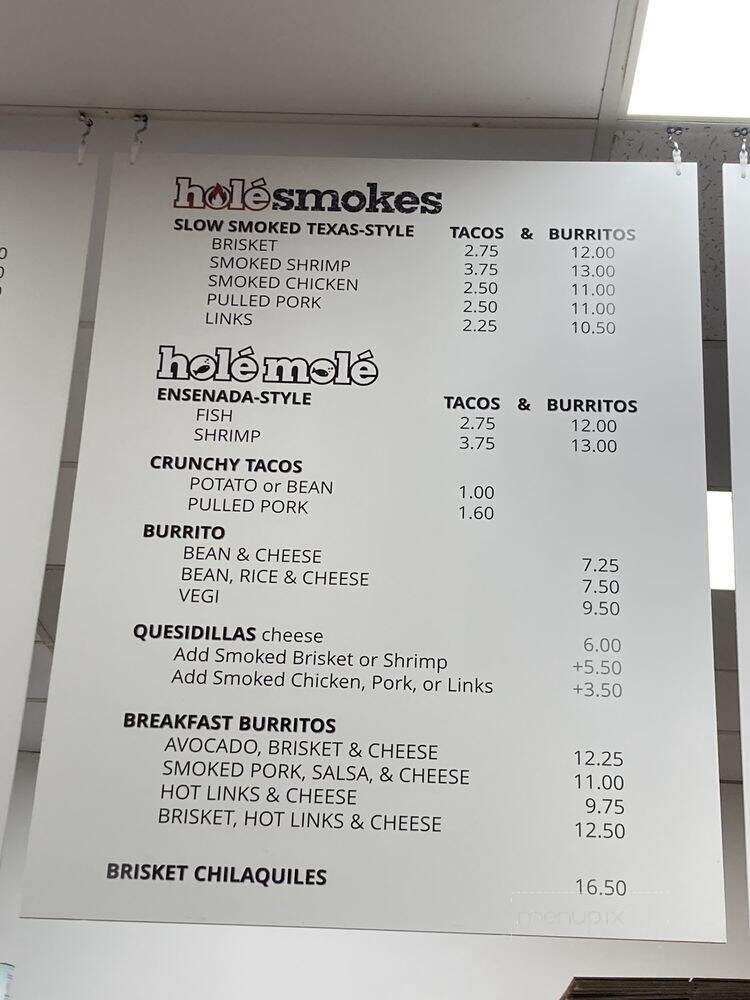 holésmokes
SLOW SMOKED TEXAS-STYLE TACOS & BURRITOS
BRISKET 2.75 12.00
SMOKED SHRIMP 3.75 13.00
SMOKED CHICKEN 2.50 11.00
PULLED PORK 2.50 11.00
LINKS 2.25 10.50
holé molé
ENSENADA-STYLE TACOS & BURRITOS
FISH 2.75 12.00
SHRIMP 3.75 13.00
CRUNCHY TACOS
POTATO or BEAN 1.00
PULLED PORK 1.60
BURRITO
BEAN & CHEESE 7.25
BEAN, RICE & CHEESE 7.50
VEGI 9.50
QUESIDILLAS cheese 6.00
Add Smoked Brisket or Shrimp +5.50
Add Smoked Chicken, Pork, or Links +3.50
BREAKFAST BURRITOS
AVOCADO, BRISKET & CHEESE 12.25
SMOKED PORK, SALSA, & CHEESE 11.00
HOT LINKS & CHEESE 9.75
BRISKET, HOT LINKS & CHEESE 12.50
BRISKET CHILAQUILES 16.50
menupix